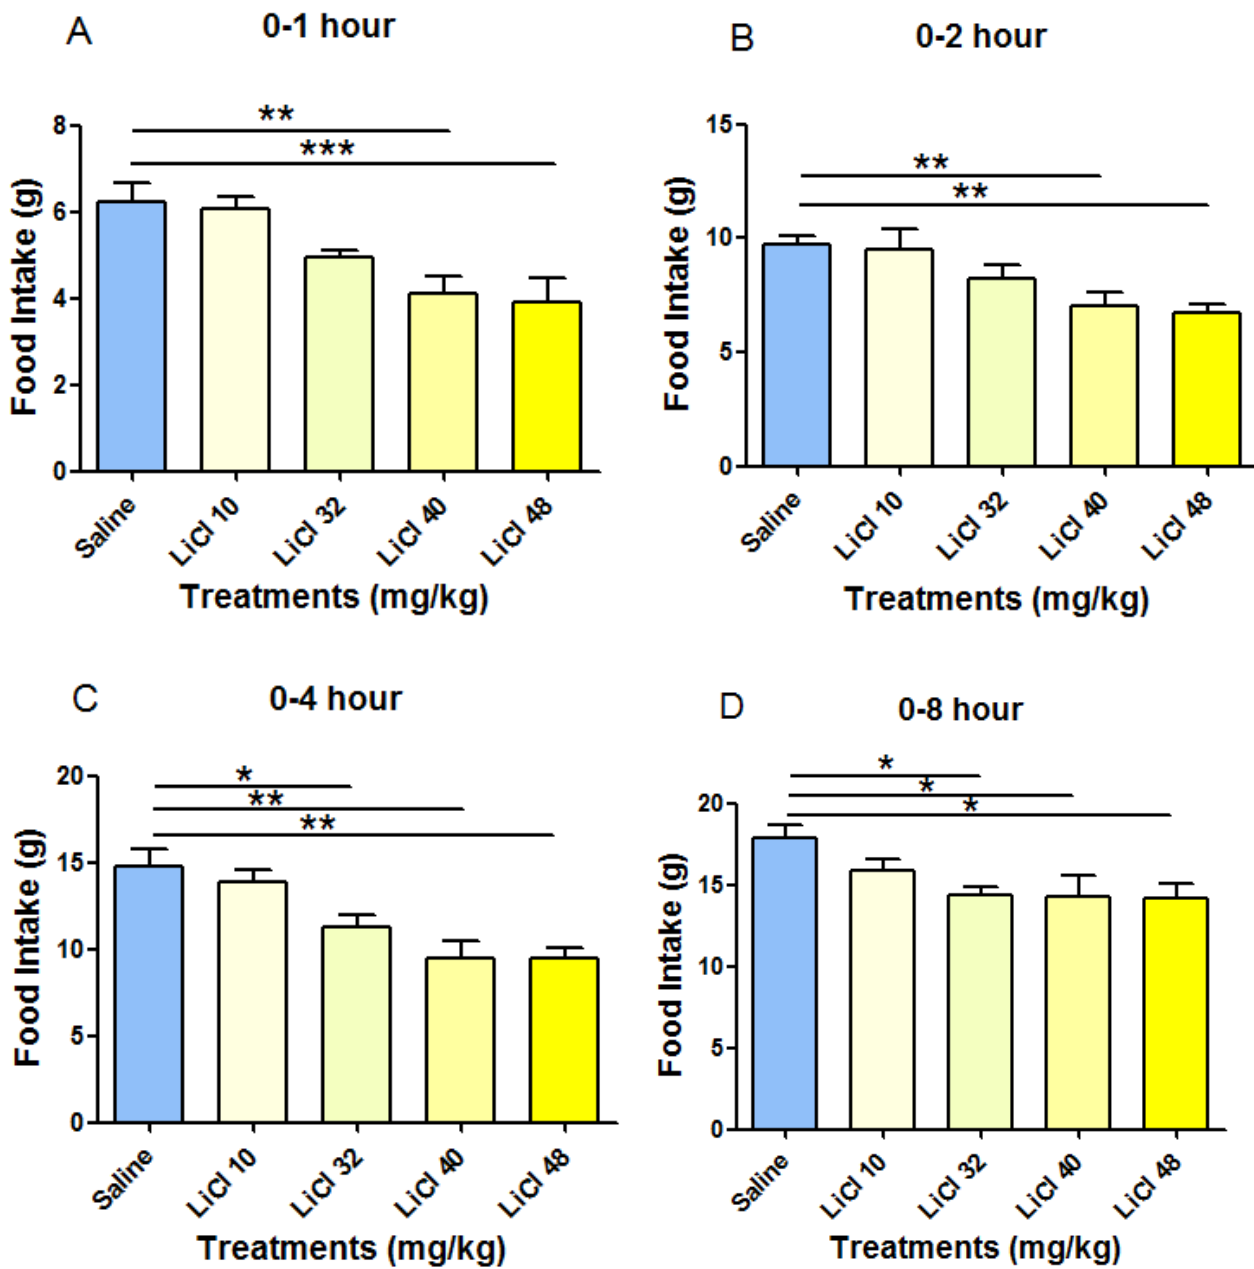 A
0-1 hour
**
***
8
6
4
2
0
Food Intake (g)
Saline
LiCl 10
LiCl 32
LiCl 40
LiCl 48
Treatments (mg/kg)
B
0-2 hour
**
**
15
10
5
0
Food Intake (g)
Saline
LiCl 10
LiCl 32
LiCl 40
LiCl 48
Treatments (mg/kg)
C
0-4 hour
*
**
**
20
15
10
5
0
Food Intake (g)
Saline
LiCl 10
LiCl 32
LiCl 40
LiCl 48
Treatments (mg/kg)
D
0-8 hour
*
*
*
20
15
10
5
0
Food Intake (g)
Saline
LiCl 10
LiCl 32
LiCl 40
LiCl 48
Treatments (mg/kg)